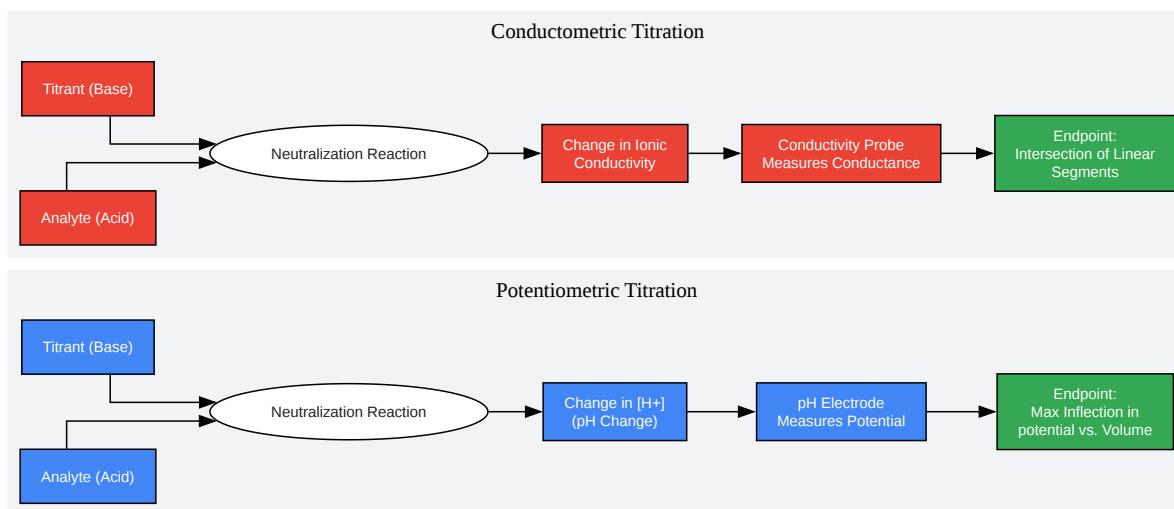 Conductometric Titration
Titrant (Base)
Analyte (Acid)
Neutralization Reaction
Change in Ionic
Conductivity
Conductivity Probe
Measures Conductance
Endpoint:
Intersection of Linear
Segments
Potentiometric Titration
Titrant (Base)
Analyte (Acid)
Neutralization Reaction
Change in [H+]
(pH Change)
pH Electrode
Measures Potential
Endpoint:
Max Inflection in
potential vs. Volume